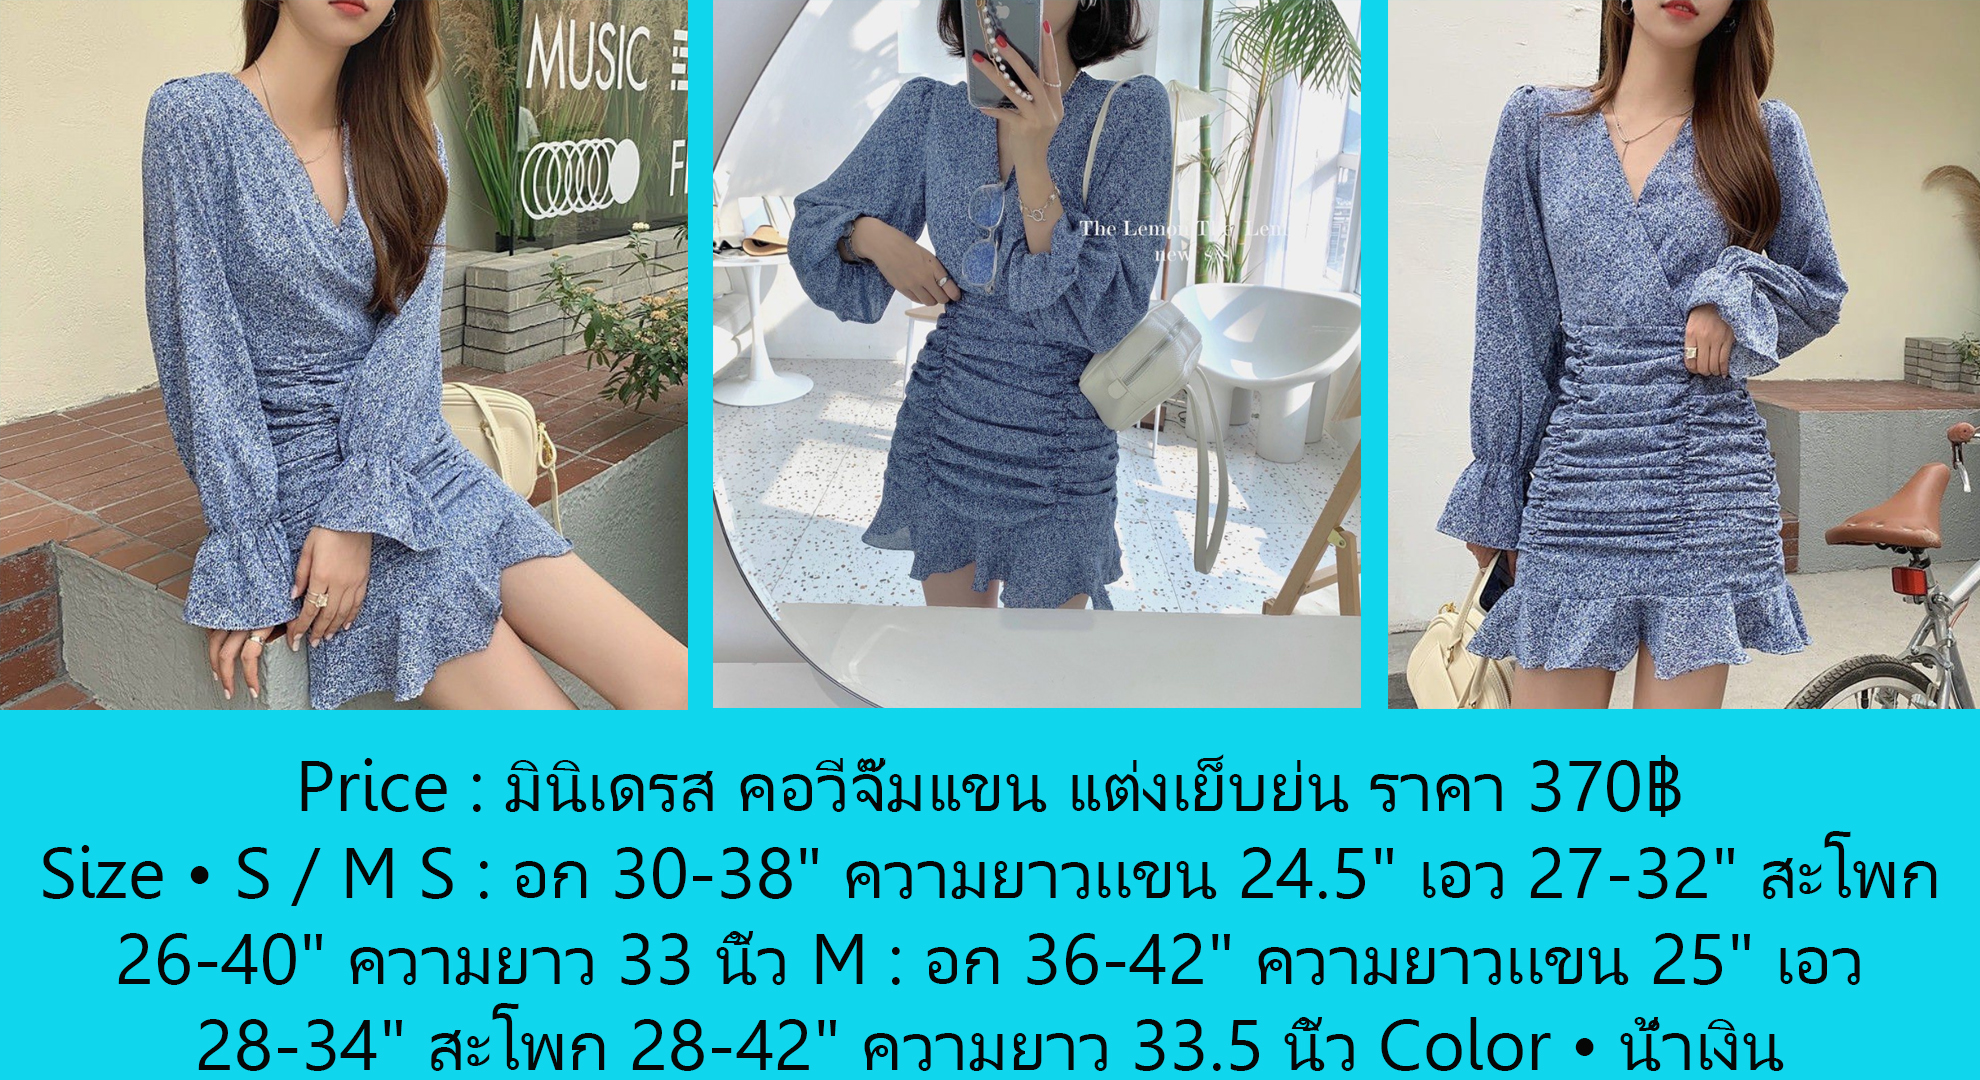 MUSIC
F
The Lemon The Lem
new s s
Price : มินิเดรส คอวีจั๊มแขน แต่งเย็บย่น ราคา 370฿
Size • S / M S : อก 30-38" ความยาวแขน 24.5" เอว 27-32" สะโพก
26-40" ความยาว 33 นิ้ว M : อก 36-42" ความยาวแขน 25" เอว
28-34" สะโพก 28-42" ความยาว 33.5 นิ้ว Color • น้ำเงิน